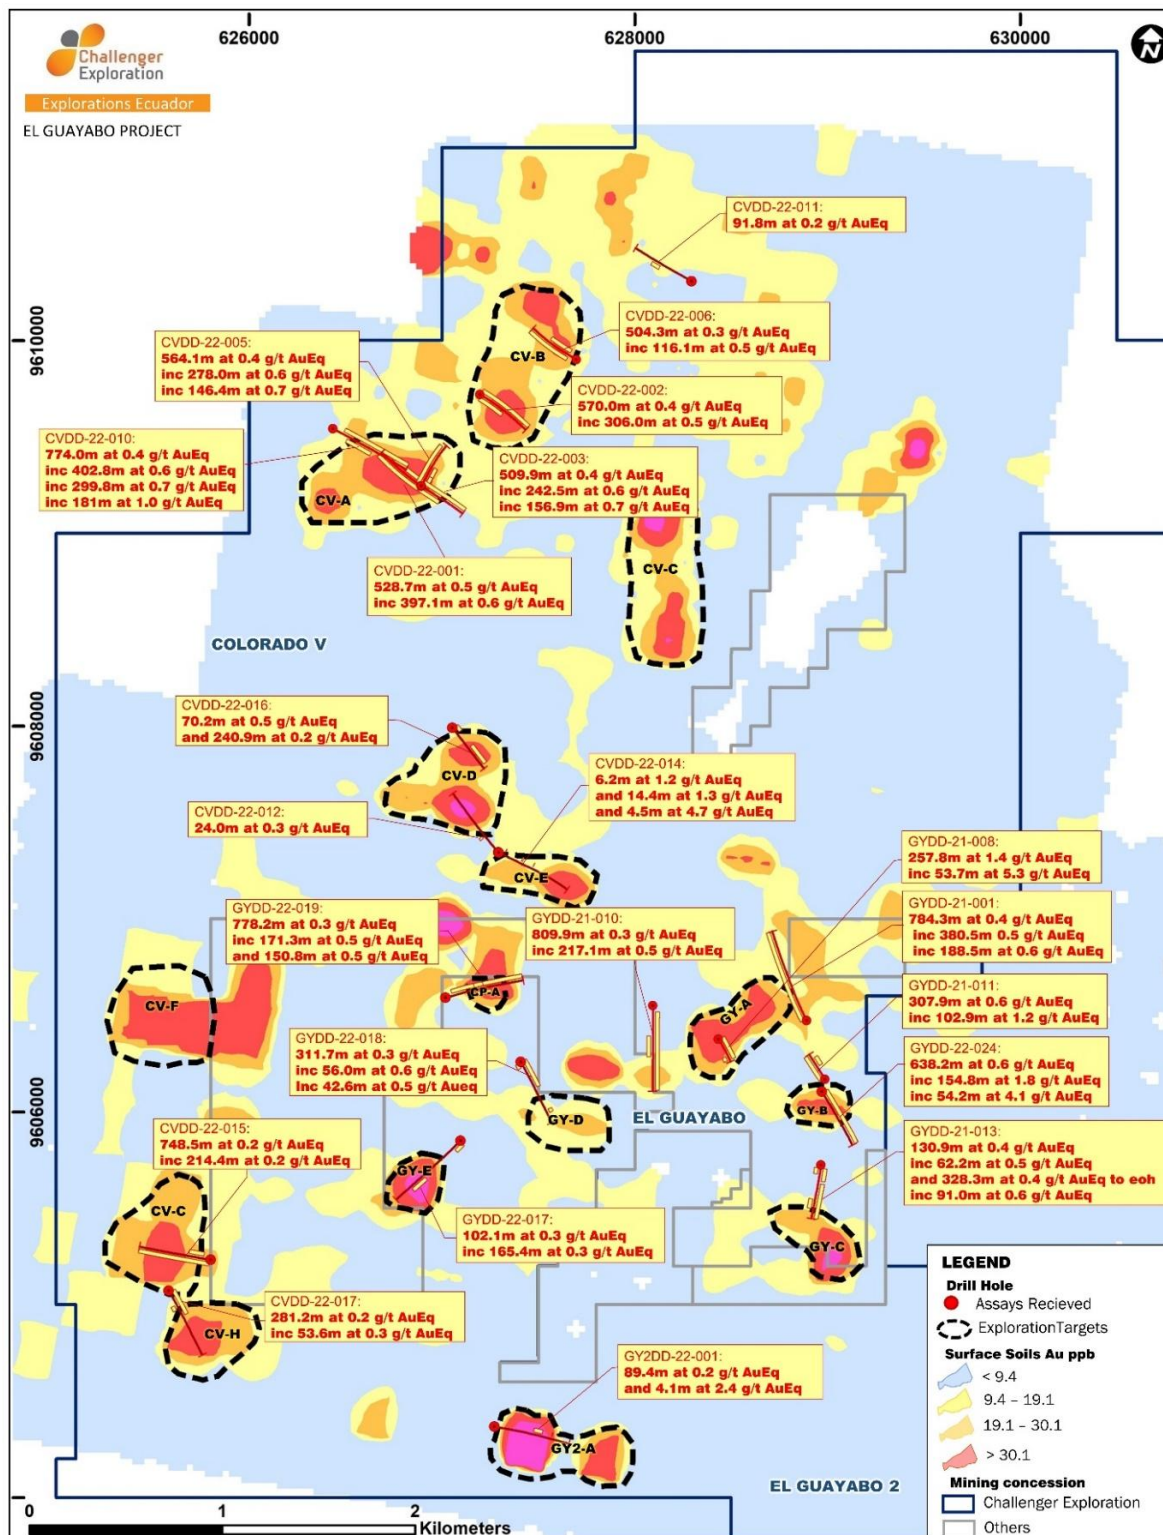 626000
628000
630000
N
Challenger
Exploration
Explorations Ecuador
EL GUAYABO PROJECT
9610000
9608000
9606000
CVDD-22-011:
91.8m at 0.2 g/t AuEq
CVDD-22-006:
504.3m at 0.3 g/t AuEq
inc 116.1m at 0.5 g/t AuEq
CVDD-22-005:
564.1m at 0.4 g/t AuEq
inc 278.0m at 0.6 g/t AuEq
inc 146.4m at 0.7 g/t AuEq
CV-B
CVDD-22-002:
570.0m at 0.4 g/t AuEq
inc 306.0m at 0.5 g/t AuEq
CVDD-22-010:
774.0m at 0.4 g/t AuEq
inc 402.8m at 0.6 g/t AuEq
inc 299.8m at 0.7 g/t AuEq
inc 181m at 1.0 g/t AuEq
CVDD-22-003:
509.9m at 0.4 g/t AuEq
inc 242.5m at 0.6 g/t AuEq
inc 156.9m at 0.7 g/t AuEq
CV-A
CVDD-22-001:
528.7m at 0.5 g/t AuEq
inc 397.1m at 0.6 g/t AuEq
CV-C
COLORADO V
CVDD-22-016:
70.2m at 0.5 g/t AuEq
and 240.9m at 0.2 g/t AuEq
CV-D
CVDD-22-014:
6.2m at 1.2 g/t AuEq
and 14.4m at 1.3 g/t AuEq
and 4.5m at 4.7 g/t AuEq
CVDD-22-012:
24.0m at 0.3 g/t AuEq
CV-E
GYDD-21-008:
257.8m at 1.4 g/t AuEq
inc 53.7m at 5.3 g/t AuEq
GYDD-22-019:
778.2m at 0.3 g/t AuEq
inc 171.3m at 0.5 g/t AuEq
and 150.8m at 0.5 g/t AuEq
GYDD-21-010:
809.9m at 0.3 g/t AuEq
inc 217.1m at 0.5 g/t AuEq
GYDD-21-001:
784.3m at 0.4 g/t AuEq
inc 380.5m at 0.5 g/t AuEq
inc 188.5m at 0.6 g/t AuEq
CP-A
CV-F
GY-A
GYDD-21-011:
307.9m at 0.6 g/t AuEq
inc 102.9m at 1.2 g/t AuEq
GYDD-22-018:
311.7m at 0.3 g/t AuEq
inc 56.0m at 0.6 g/t AuEq
Inc 42.6m at 0.5 g/t Aueq
GYDD-22-024:
638.2m at 0.6 g/t AuEq
inc 154.8m at 1.8 g/t AuEq
inc 54.2m at 4.1 g/t AuEq
GY-D
EL GUAYABO
GY-B
CVDD-22-015:
748.5m at 0.2 g/t AuEq
inc 214.4m at 0.2 g/t AuEq
GYDD-21-013:
130.9m at 0.4 g/t AuEq
inc 62.2m at 0.5 g/t AuEq
and 328.3m at 0.4 g/t AuEq to eoh
inc 91.0m at 0.6 g/t AuEq
GY-E
CV-C
GYDD-22-017:
102.1m at 0.3 g/t AuEq
inc 165.4m at 0.3 g/t AuEq
GY-C
CVDD-22-017:
281.2m at 0.2 g/t AuEq
inc 53.6m at 0.3 g/t AuEq
CV-H
GY2DD-22-001:
89.4m at 0.2 g/t AuEq
and 4.1m at 2.4 g/t AuEq
GY2-A
EL GUAYABO 2
LEGEND
Drill Hole
Assays Recieved
ExplorationTargets
Surface Soils Au ppb
< 9.4
9.4 – 19.1
19.1 – 30.1
> 30.1
Mining concession
Challenger Exploration
Others
0
1
2
Kilometers